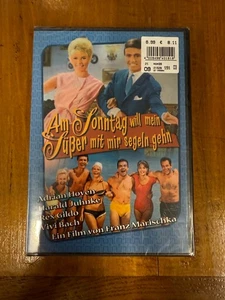 Am Sonntag will mein
Süßer mit mir segeln gehn
Adrian Hoven
Harald Juhnke
Rex Gildo
Vivi Bach
Ein Film von Franz Marischka